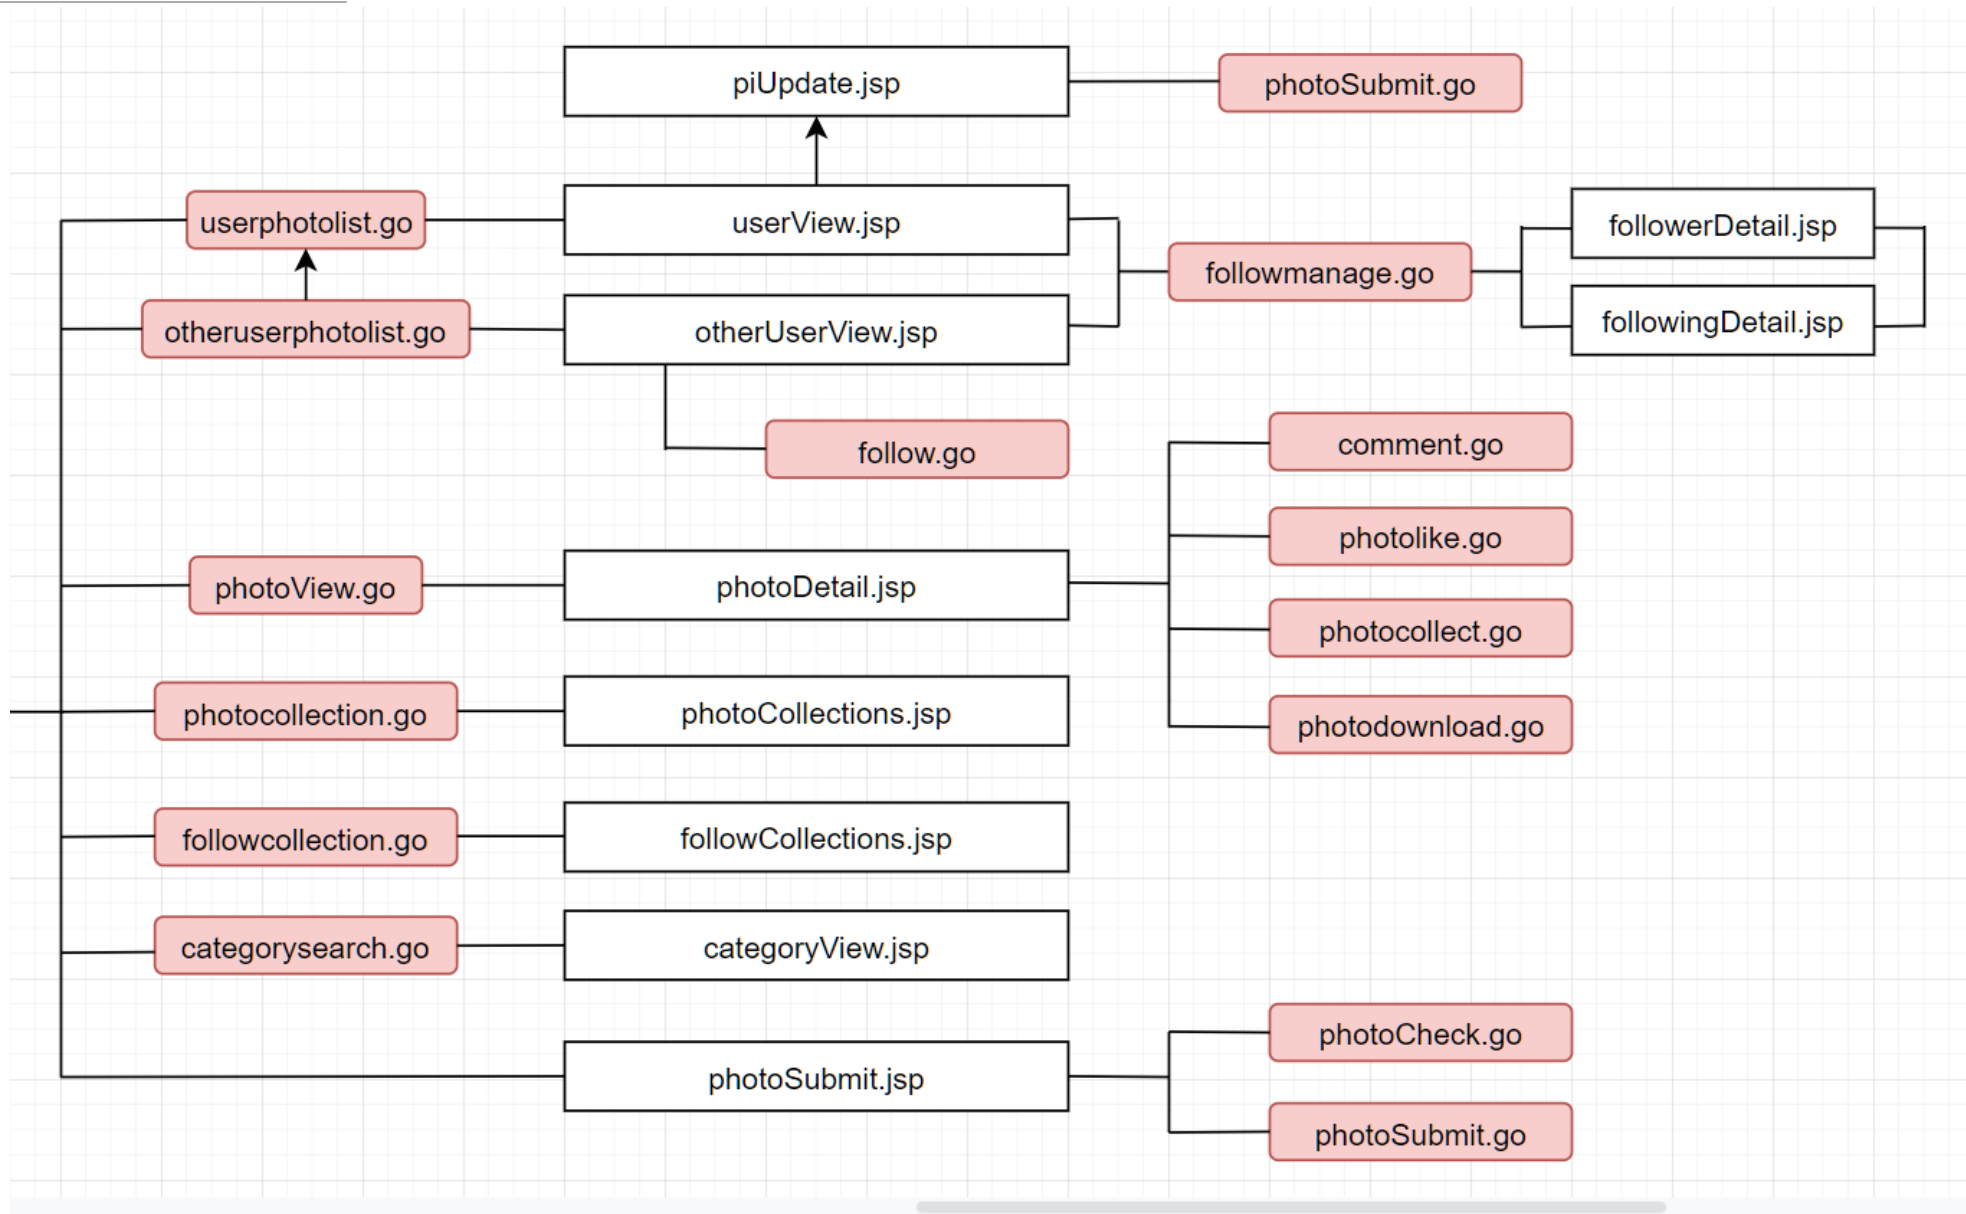 piUpdate.jsp
photoSubmit.go
userphotolist.go
userView.jsp
followmanage.go
followerDetail.jsp
followingDetail.jsp
otheruserphotolist.go
otherUserView.jsp
follow.go
comment.go
photolike.go
photoView.go
photoDetail.jsp
photocollect.go
photodownload.go
photocollection.go
photoCollections.jsp
followcollection.go
followCollections.jsp
categorysearch.go
categoryView.jsp
photoSubmit.jsp
photoCheck.go
photoSubmit.go